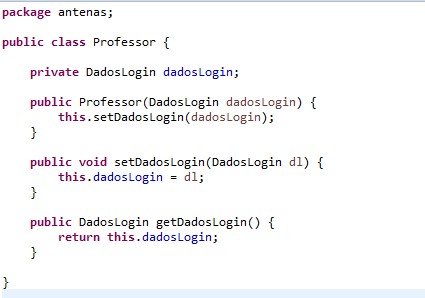 package antenas;
public class Professor {
private DadosLogin dadosLogin;
public Professor(DadosLogin dadosLogin) {
this.setDadosLogin(dadosLogin);
}
public void setDadosLogin(DadosLogin dl) {
this.dadosLogin = dl;
}
public DadosLogin getDadosLogin() {
return this.dadosLogin;
}
}